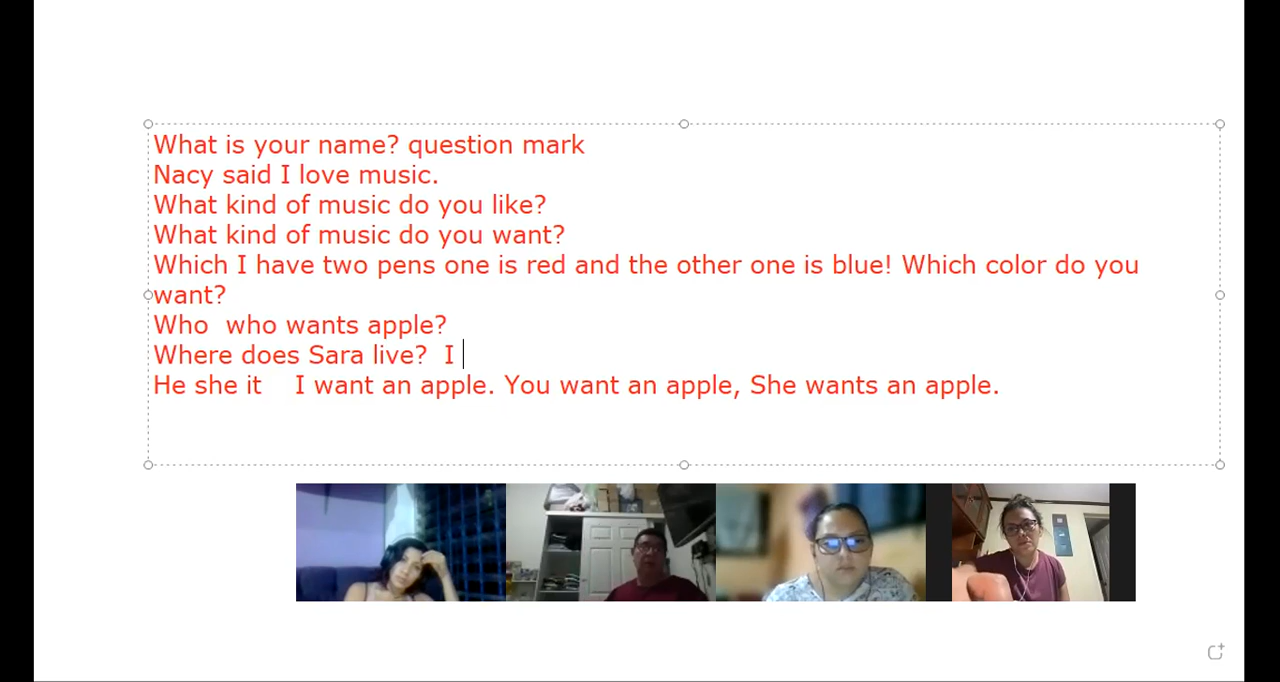 What is your name? question mark
Nacy said I love music.
What kind of music do you like?
What kind of music do you want?
Which I have two pens one is red and the other one is blue! Which color do you
want?
Who  who wants apple?
Where does Sara live?  I
He she it    I want an apple. You want an apple, She wants an apple.